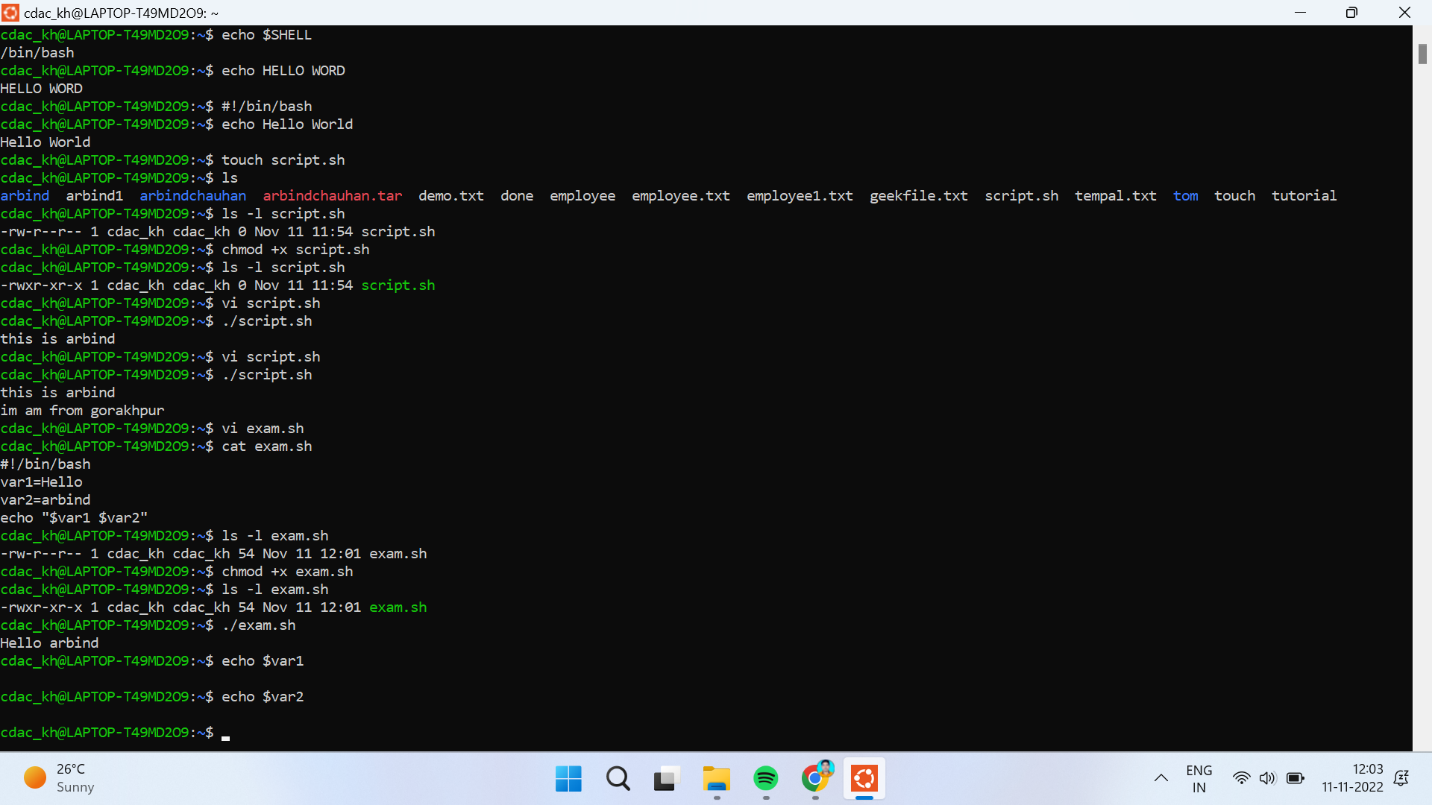 cdac_kh@LAPTOP-T49MD2O9: ~
cdac_kh@LAPTOP-T49MD2O9:~$ echo $SHELL
/bin/bash
cdac_kh@LAPTOP-T49MD2O9:~$ echo HELLO WORD
HELLO WORD
cdac_kh@LAPTOP-T49MD2O9:~$ #!/bin/bash
cdac_kh@LAPTOP-T49MD2O9:~$ echo Hello World
Hello World
cdac_kh@LAPTOP-T49MD2O9:~$ touch script.sh
cdac_kh@LAPTOP-T49MD2O9:~$ ls
arbind  arbind1  arbindchauhan  arbindchauhan.tar  demo.txt  done  employee  employee.txt  employee1.txt  geekfile.txt  script.sh  tempal.txt  tom  touch  tutorial
cdac_kh@LAPTOP-T49MD2O9:~$ ls -l script.sh
-rw-r--r-- 1 cdac_kh cdac_kh 0 Nov 11 11:54 script.sh
cdac_kh@LAPTOP-T49MD2O9:~$ chmod +x script.sh
cdac_kh@LAPTOP-T49MD2O9:~$ ls -l script.sh
-rwxr-xr-x 1 cdac_kh cdac_kh 0 Nov 11 11:54 script.sh
cdac_kh@LAPTOP-T49MD2O9:~$ vi script.sh
cdac_kh@LAPTOP-T49MD2O9:~$ ./script.sh
this is arbind
cdac_kh@LAPTOP-T49MD2O9:~$ vi script.sh
cdac_kh@LAPTOP-T49MD2O9:~$ ./script.sh
this is arbind
im am from gorakhpur
cdac_kh@LAPTOP-T49MD2O9:~$ vi exam.sh
cdac_kh@LAPTOP-T49MD2O9:~$ cat exam.sh
#!/bin/bash
var1=Hello
var2=arbind
echo "$var1 $var2"
cdac_kh@LAPTOP-T49MD2O9:~$ ls -l exam.sh
-rw-r--r-- 1 cdac_kh cdac_kh 54 Nov 11 12:01 exam.sh
cdac_kh@LAPTOP-T49MD2O9:~$ chmod +x exam.sh
cdac_kh@LAPTOP-T49MD2O9:~$ ls -l exam.sh
-rwxr-xr-x 1 cdac_kh cdac_kh 54 Nov 11 12:01 exam.sh
cdac_kh@LAPTOP-T49MD2O9:~$ ./exam.sh
Hello arbind
cdac_kh@LAPTOP-T49MD2O9:~$ echo $var1
cdac_kh@LAPTOP-T49MD2O9:~$ echo $var2
cdac_kh@LAPTOP-T49MD2O9:~$
26°C
Sunny
ENG
IN
12:03
11-11-2022